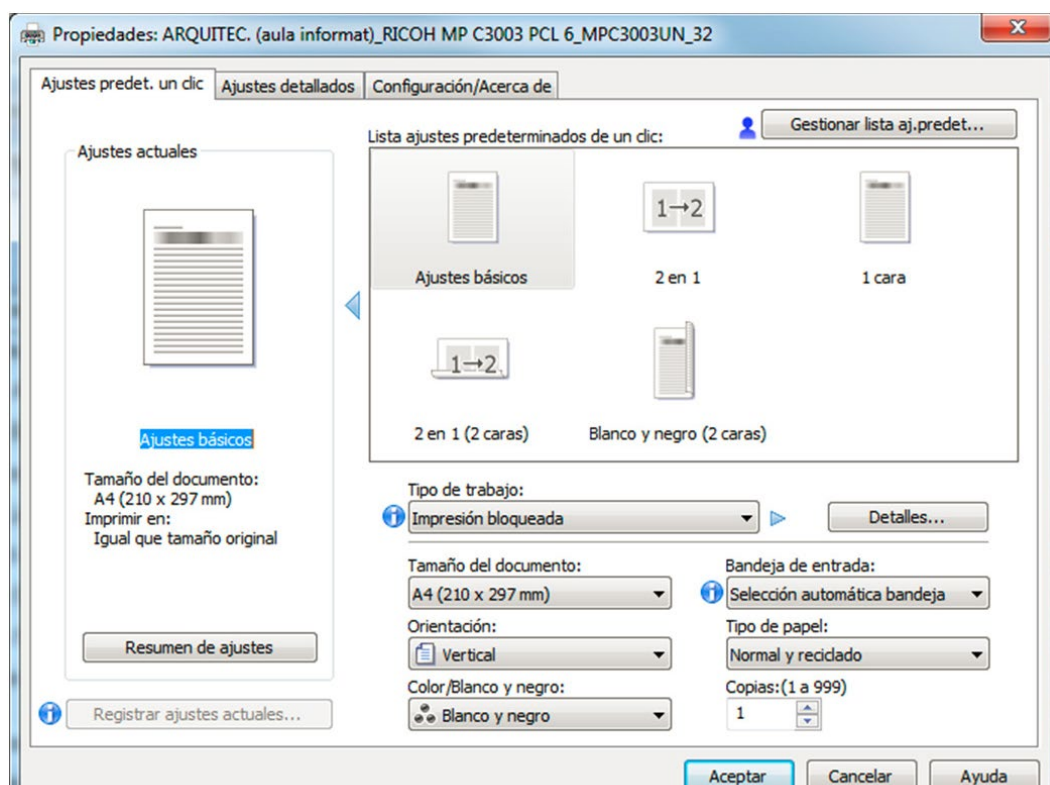 Propiedades: ARQUITEC. (aula informat)_RICOH MP C3003 PCL 6_MPC3003UN_32
Ajustes predet. un clic
Ajustes detallados
Configuración/Acerca de
Ajustes actuales
Ajustes básicos
Tamaño del documento:
A4 (210 x 297 mm)
Imprimir en:
Igual que tamaño original
Resumen de ajustes
Registrar ajustes actuales...
Lista ajustes predeterminados de un clic:
Gestionar lista aj.predet...
Ajustes básicos
1→2
2 en 1
1 cara
1→2
2 en 1 (2 caras)
Blanco y negro (2 caras)
Tipo de trabajo:
Impresión bloqueada
Detalles...
Tamaño del documento:
A4 (210 x 297 mm)
Bandeja de entrada:
Selección automática bandeja
Orientación:
Vertical
Tipo de papel:
Normal y reciclado
Color/Blanco y negro:
Blanco y negro
Copias:(1 a 999)
1
Aceptar
Cancelar
Ayuda